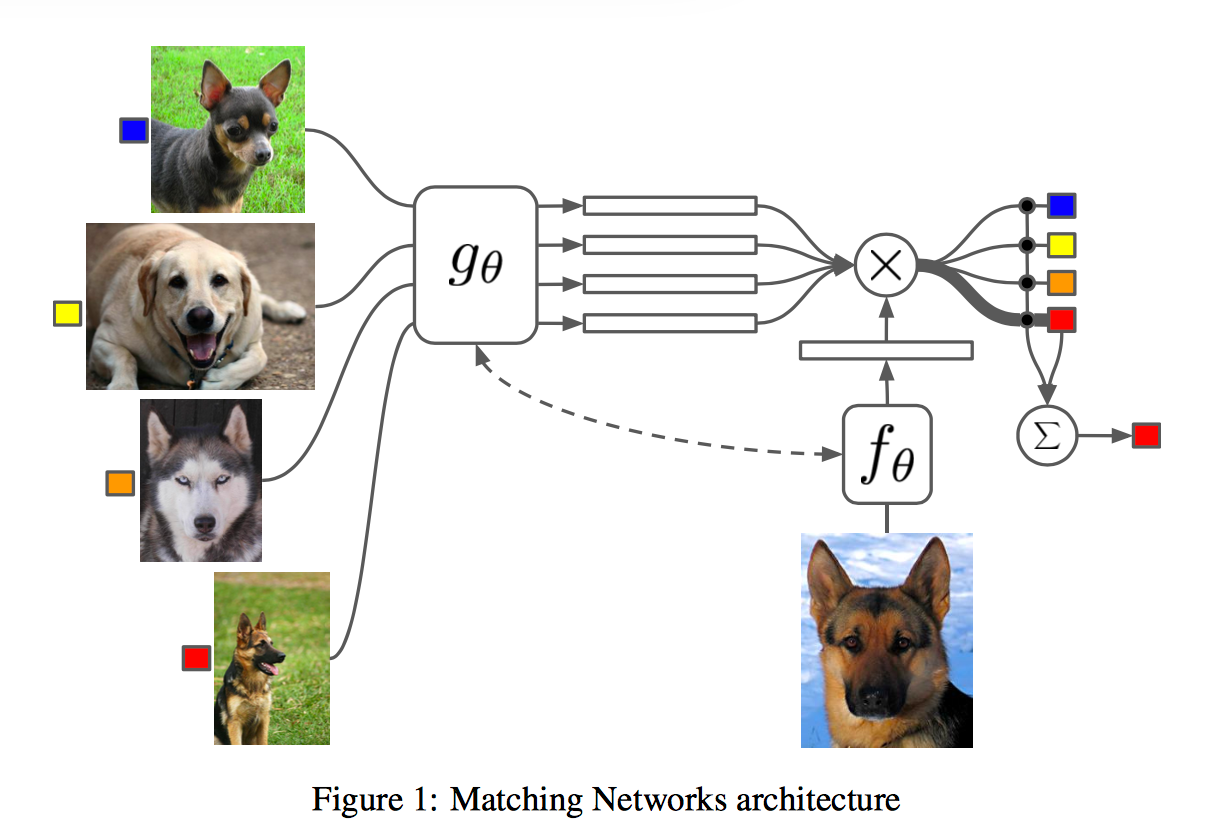 gθ
×
fθ
Σ
Figure 1: Matching Networks architecture